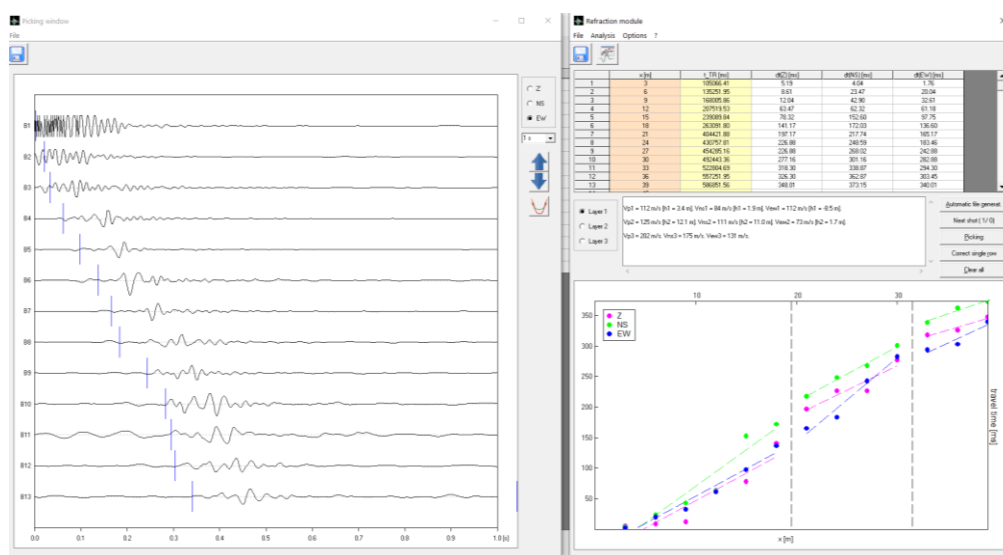 Picking window
File
Z
NS
EW
1 s
B1
B2
B3
B4
B5
B6
B7
B8
B9
B10
B11
B12
B13
0.0 0.1 0.2 0.3 0.4 0.5 0.6 0.7 0.8 0.9 1.0 [s]
Refraction module
File Analysis Options ?
x [m] t_TR [ms] dt(Z) [ms] dt(NS) [ms] dt(EW) [ms]
1 3 105066.41 5.19 4.04 1.76
2 6 135251.95 8.61 23.47 20.04
3 9 168005.86 12.04 42.90 32.61
4 12 207519.53 63.47 62.32 61.18
5 15 239089.84 78.32 152.60 97.75
6 18 263091.80 141.17 172.03 136.60
7 21 404421.88 197.17 217.74 165.17
8 24 430757.81 226.88 248.59 183.46
9 27 454285.16 226.88 268.02 242.88
10 30 492443.36 277.16 301.16 282.88
11 33 522804.69 318.30 338.87 294.30
12 36 557251.95 326.30 362.87 303.45
13 39 586851.56 348.01 373.15 340.01
Layer 1
Layer 2
Layer 3
Vp1 = 112 m/s [h1 = 3.4 m], Vns1 = 84 m/s [h1 = 1.9 m], Vew1 = 112 m/s [h1 = -8.5 m].
Vp2 = 125 m/s [h2 = 12.1 m], Vns2 = 111 m/s [h2 = 11.0 m], Vew2 = 73 m/s [h2 = 1.7 m].
Vp3 = 202 m/s. Vns3 = 175 m/s. Vew3 = 131 m/s.
Automatic file generat.
Next shot ( 1/ 0)
Picking
Correct single row
Clear all
10 20 30
Z
NS
EW
350
300
250
200
150
100
50
travel time [ms]
x [m]